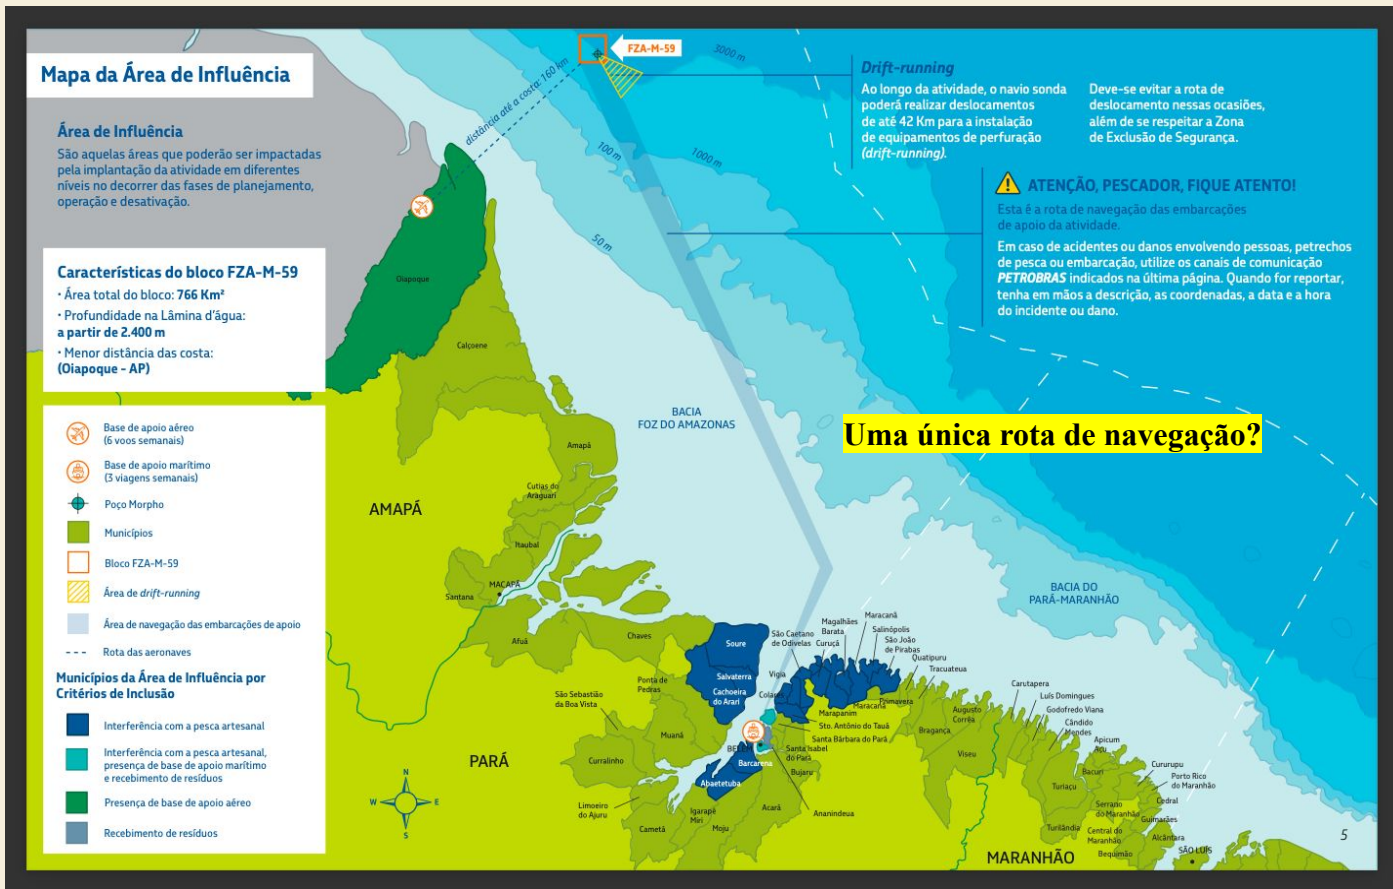 Mapa da Área de Influência
Área de Influência
São aquelas áreas que poderão ser impactadas
pela implantação da atividade em diferentes
níveis no decorrer das fases de planejamento,
operação e desativação.
Características do bloco FZA-M-59
· Área total do bloco: 766 Km²
· Profundidade na Lâmina d'água:
a partir de 2.400 m
· Menor distância das costa:
(Oiapoque - AP)
Base de apoio aéreo
(6 voos semanais)
Base de apoio marítimo
(3 viagens semanais)
Poço Morpho
Municípios
Bloco FZA-M-59
Área de drift-running
Área de navegação das embarcações de apoio
Rota das aeronaves
Municípios da Área de Influência por
Critérios de Inclusão
Interferência com a pesca artesanal
Interferência com a pesca artesanal,
presença de base de apoio marítimo
e recebimento de resíduos
Presença de base de apoio aéreo
Recebimento de resíduos
FZA-M-59
distância até a costa: 160 km
3000 m
1000 m
100 m
50 m
Drift-running
Ao longo da atividade, o navio sonda
poderá realizar deslocamentos
de até 42 Km para a instalação
de equipamentos de perfuração
(drift-running).
Deve-se evitar a rota de
deslocamento nessas ocasiões,
além de se respeitar a Zona
de Exclusão de Segurança.
ATENÇÃO, PESCADOR, FIQUE ATENTO!
Esta é a rota de navegação das embarcações
de apoio da atividade.
Em caso de acidentes ou danos envolvendo pessoas, petrechos
de pesca ou embarcação, utilize os canais de comunicação
PETROBRAS indicados na última página. Quando for reportar,
tenha em mãos a descrição, as coordenadas, a data e a hora
do incidente ou dano.
Uma única rota de navegação?
BACIA
FOZ DO AMAZONAS
BACIA DO
PARÁ-MARANHÃO
Oiapoque
Calçoene
Amapá
Cutias do
Araguari
Itaubal
AMAPÁ
MACAPÁ
Santana
Afuá
Chaves
Soure
Salvaterra
Cachoeira
do Arari
Ponta de
Pedras
São Sebastião
da Boa Vista
Muaná
Curralinho
PARÁ
Limoeiro
do Ajuru
Cametá
Igarapé
Miri
Moju
Abaetetuba
Barcarena
BELÉM
Acará
Bujaru
Ananindeua
Santa Isabel
do Pará
Santa Bárbara do Pará
Sto. Antônio do Tauá
Marapanim
Colares
Vigia
São Caetano
de Odivelas
Curuçá
Magalhães
Barata
Maracanã
Salinópolis
São João
de Pirabas
Quatipuru
Tracuateua
Primavera
Maracanã
Bragança
Augusto
Corrêa
Viseu
Carutapera
Luís Domingues
Godofredo Viana
Cândido
Mendes
Apicum
Açu
Cururupu
Porto Rico
do Maranhão
Cedral
Guimarães
Bacuri
Turiaçu
Serrano
do Maranhão
Turilândia
Central do
Maranhão
Bequimão
Alcântara
SÃO LUÍS
MARANHÃO
N
W
E
S
5